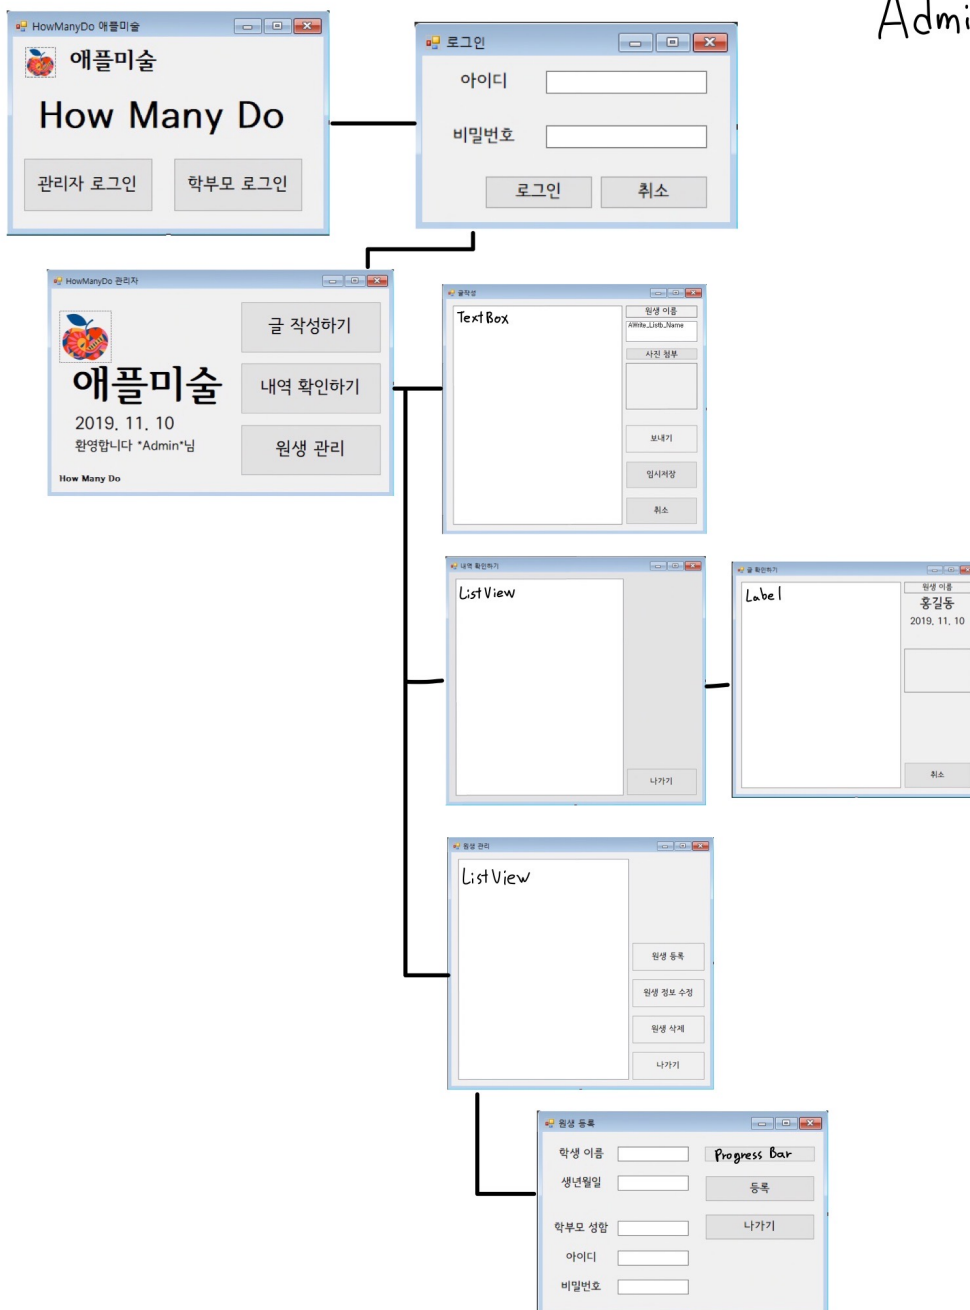 Admi
HowManyDo 애플미술
애플미술
How Many Do
관리자 로그인
학부모 로그인
로그인
아이디
비밀번호
로그인
취소
HowManyDo 관리자
애플미술
2019. 11. 10
환영합니다 *Admin*님
How Many Do
글 작성하기
내역 확인하기
원생 관리
글작성
TextBox
원생 이름
AWrite_Listb_Name
사진 첨부
보내기
임시저장
취소
내역 확인하기
ListView
나가기
글 확인하기
Label
원생 이름
홍길동
2019. 11. 10
취소
원생 관리
ListView
원생 등록
원생 정보 수정
원생 삭제
나가기
원생 등록
학생 이름
생년월일
학부모 성함
아이디
비밀번호
Progress Bar
등록
나가기